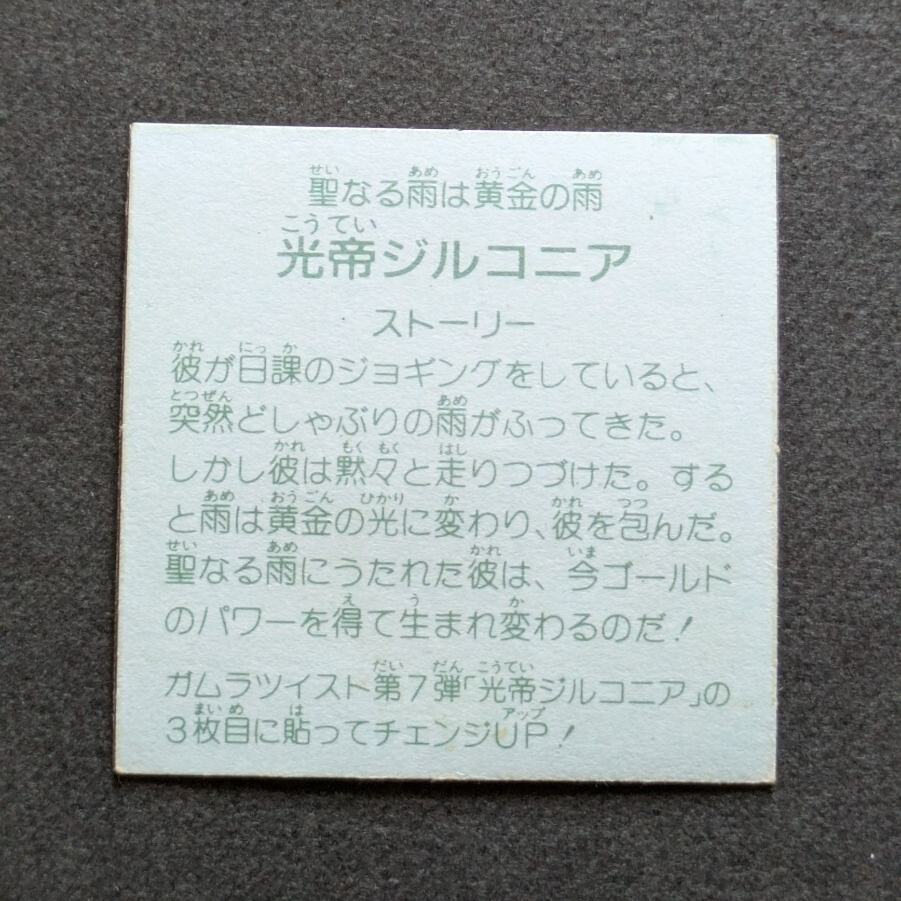 聖なる雨は黄金の雨
光帝ジルコニア
ストーリー
彼が日課のジョギングをしていると、
突然どしゃぶりの雨がふってきた。
しかし彼は黙々と走りつづけた。する
と雨は黄金の光に変わり、彼を包んだ。
聖なる雨にうたれた彼は、今ゴールド
のパワーを得て生まれ変わるのだ!
ガムラツイスト第7弾「光帝ジルコニア」の
3枚目に貼ってチェンジUP!